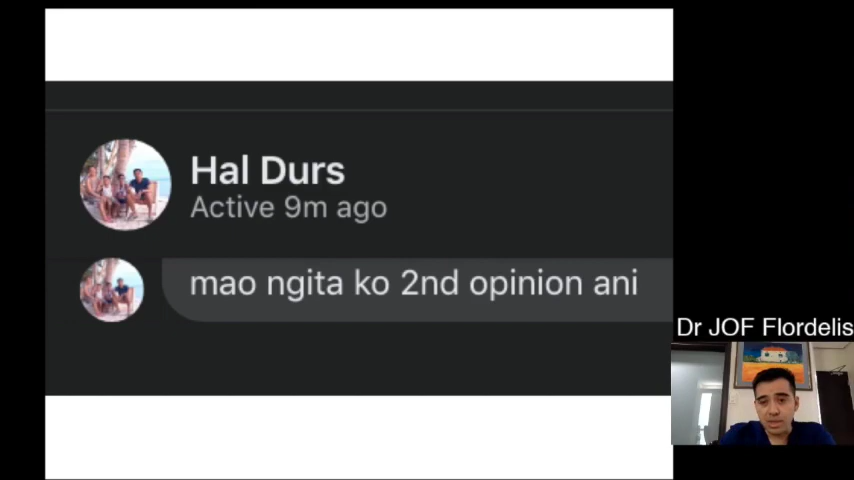 Hal Durs
Active 9m ago
mao ngita ko 2nd opinion ani
Dr JOF Flordelis